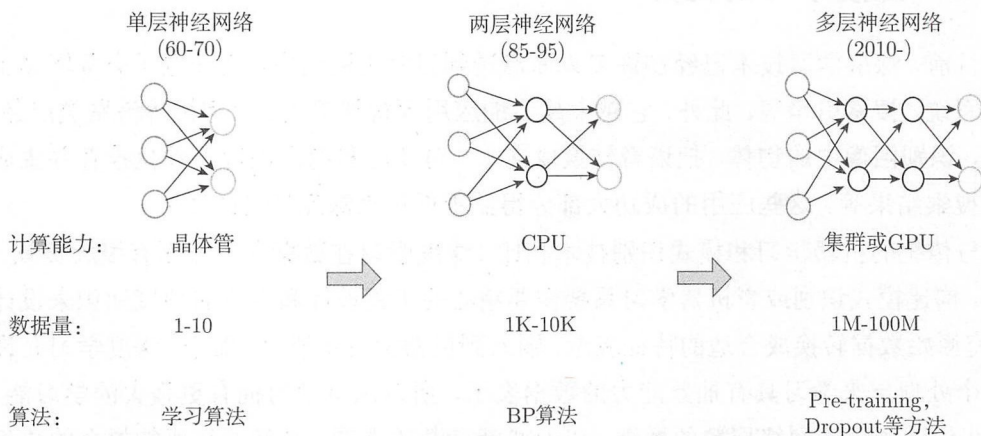 单层神经网络 两层神经网络 多层神经网络
(60-70) (85-95) (2010-)
计算能力： 晶体管 CPU 集群或GPU
数据量： 1-10 1K-10K 1M-100M
算法： 学习算法 BP算法 Pre-training，
Dropout等方法